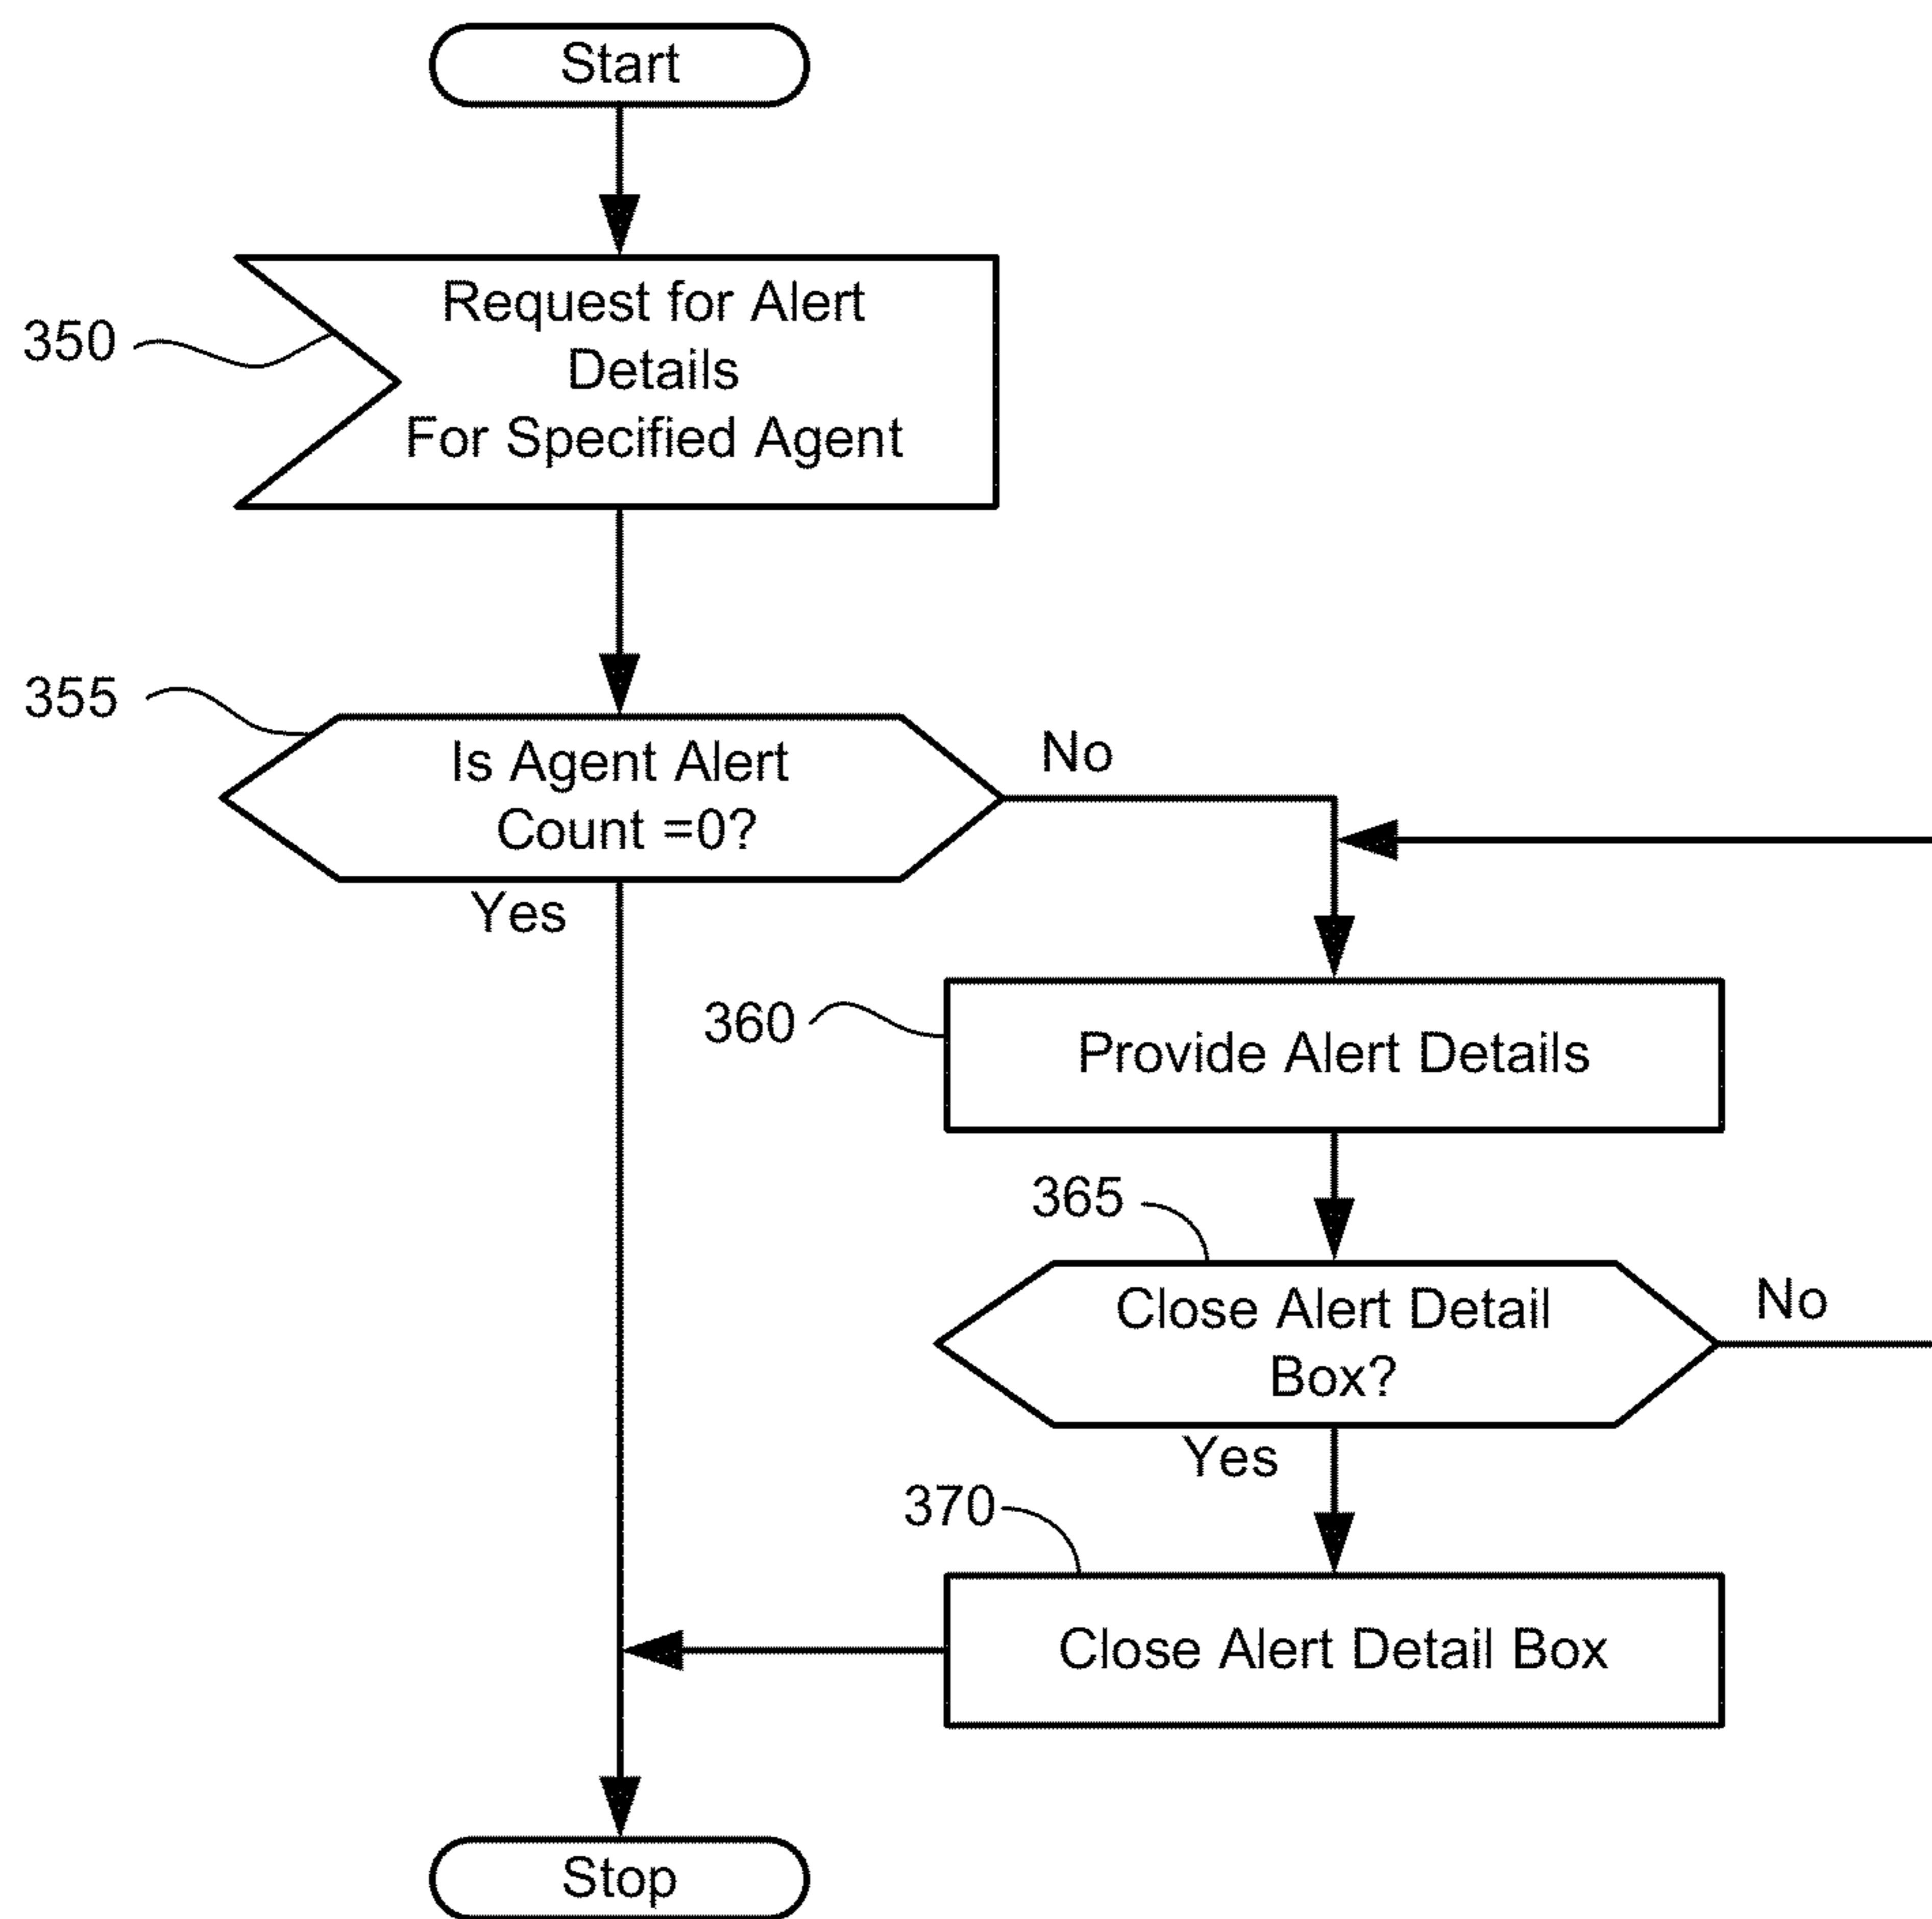 Start
350
Request for Alert
Details
For Specified Agent
355
Is Agent Alert
Count =0?
No
Yes
360
Provide Alert Details
365
Close Alert Detail
Box?
No
Yes
370
Close Alert Detail Box
Stop